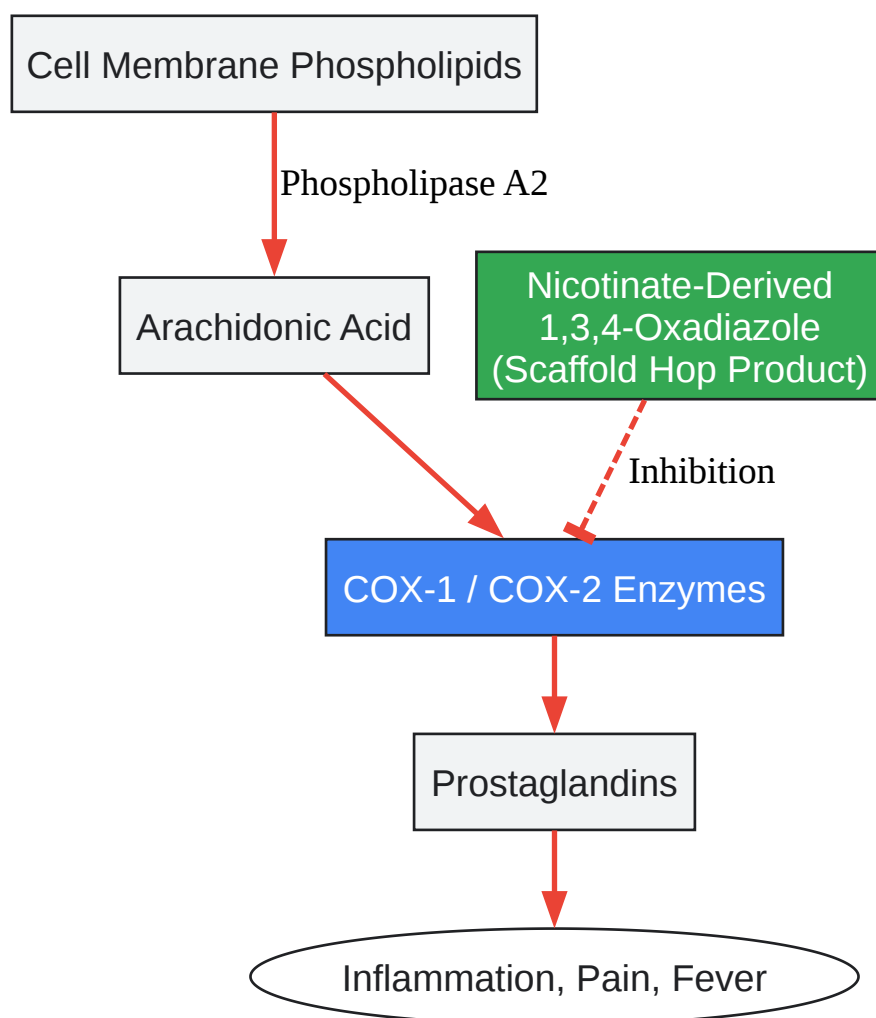 Cell Membrane Phospholipids
Phospholipase A2
Arachidonic Acid
Nicotinate-Derived
1,3,4-Oxadiazole
(Scaffold Hop Product)
Inhibition
COX-1 / COX-2 Enzymes
Prostaglandins
Inflammation, Pain, Fever